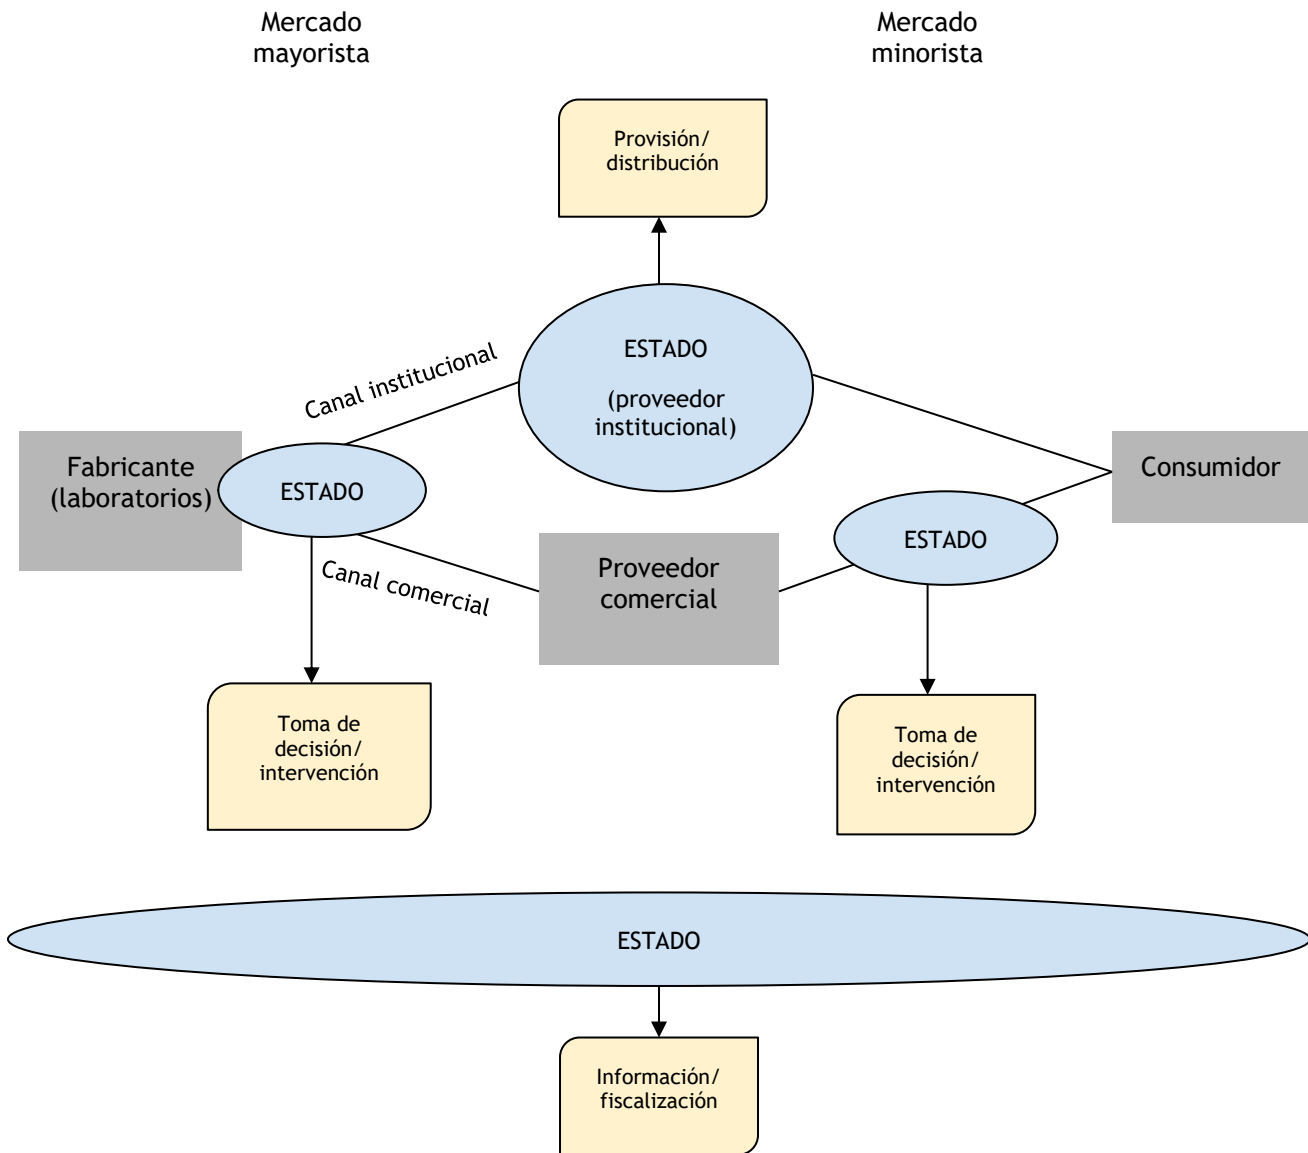 Mercado
mayorista
Mercado
minorista
Provisión/
distribución
ESTADO
(proveedor
institucional)
Canal institucional
Fabricante
(laboratorios)
ESTADO
Consumidor
ESTADO
Proveedor
comercial
Canal comercial
Toma de
decisión/
intervención
Toma de
decisión/
intervención
ESTADO
Información/
fiscalización